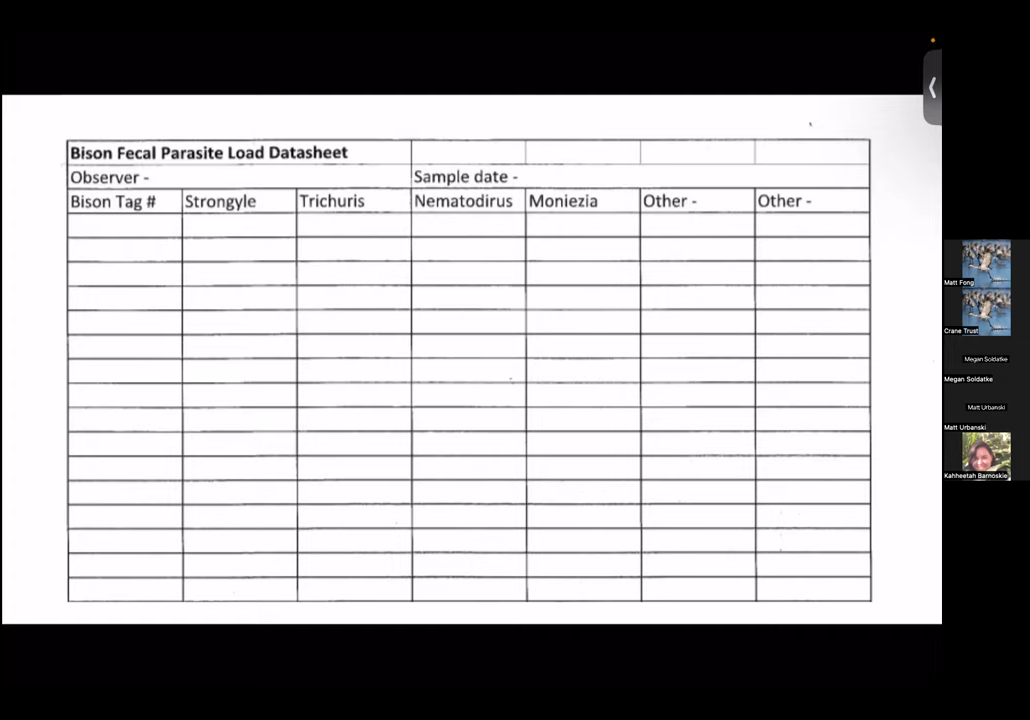 Bison Fecal Parasite Load Datasheet
Observer -
Sample date -
Bison Tag # Strongyle Trichuris Nematodirus Moniezia Other - Other -
Matt Fong
Crane Trust
Megan Soldatke
Megan Soldatke
Matt Urbanski
Matt Urbanski
Kahheetah Barnoskie